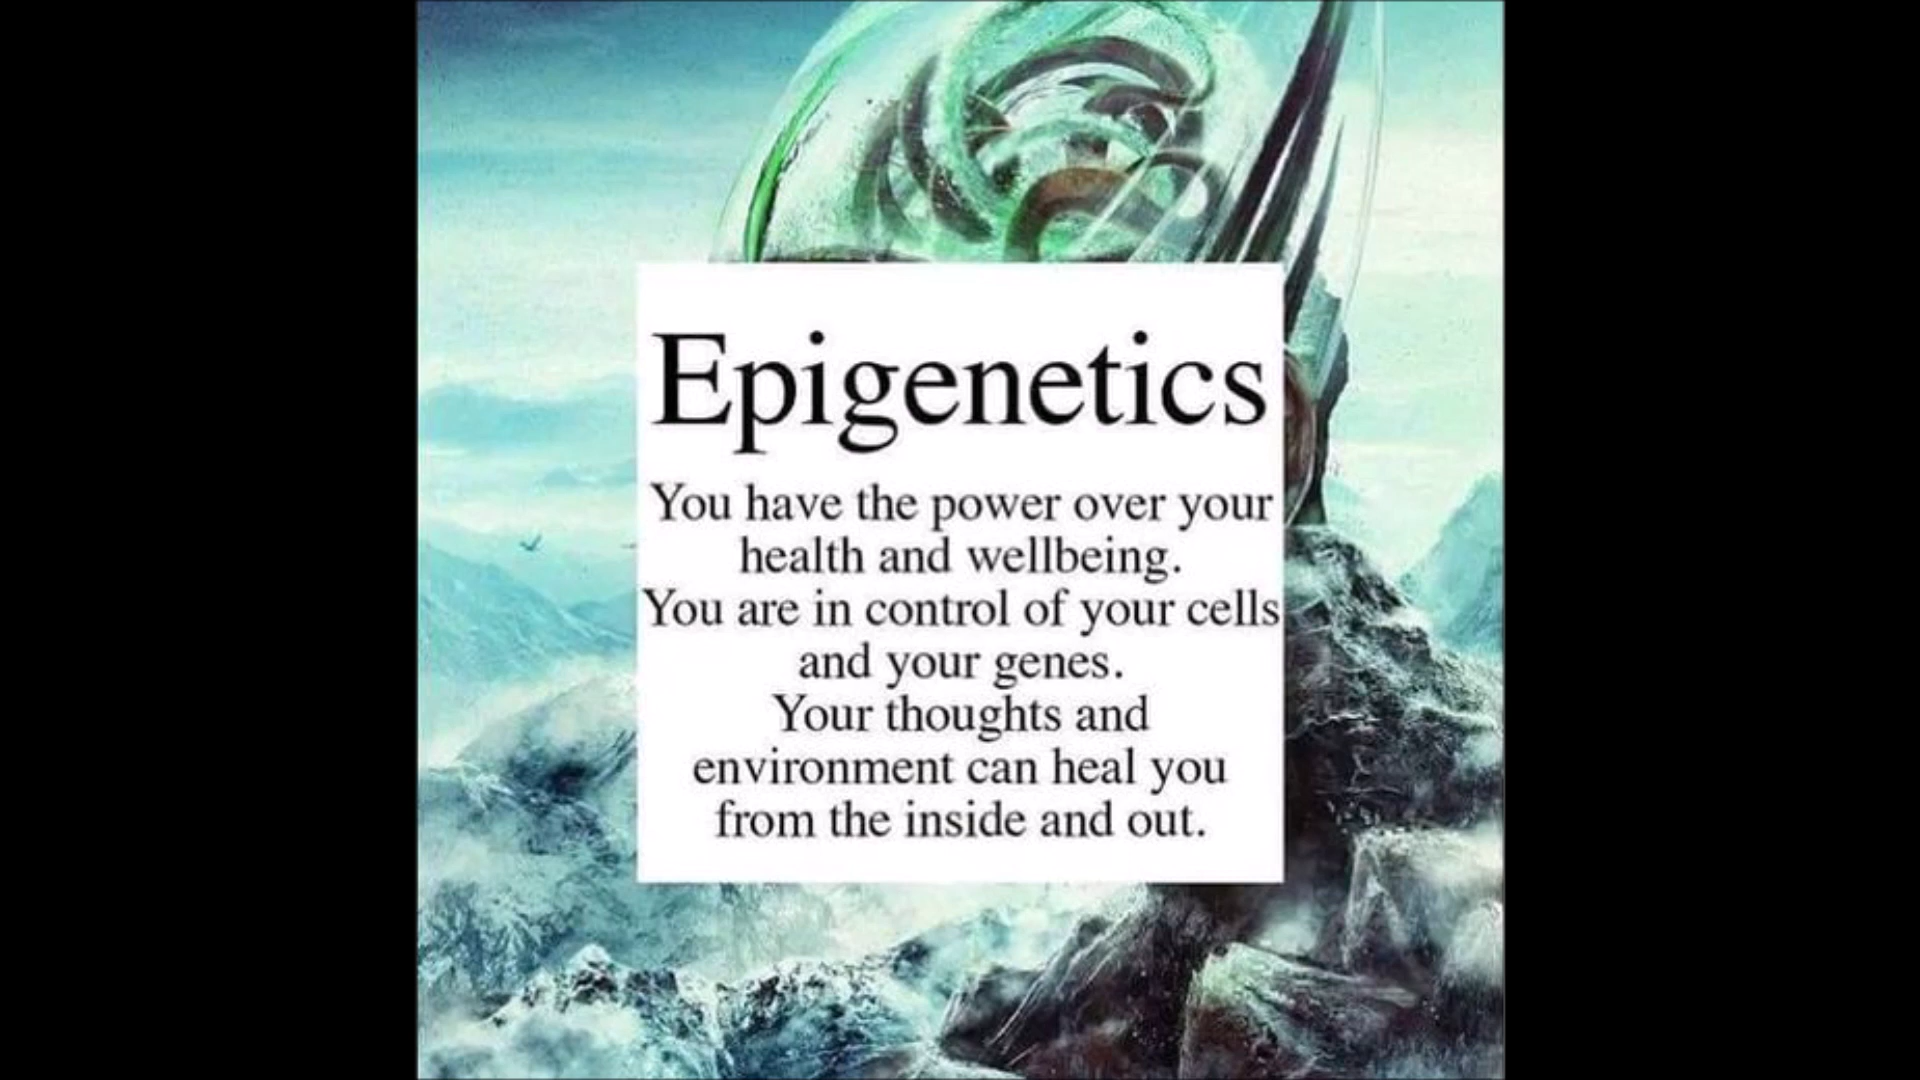 Epigenetics
You have the power over your
health and wellbeing.
You are in control of your cells
and your genes.
Your thoughts and
environment can heal you
from the inside and out.